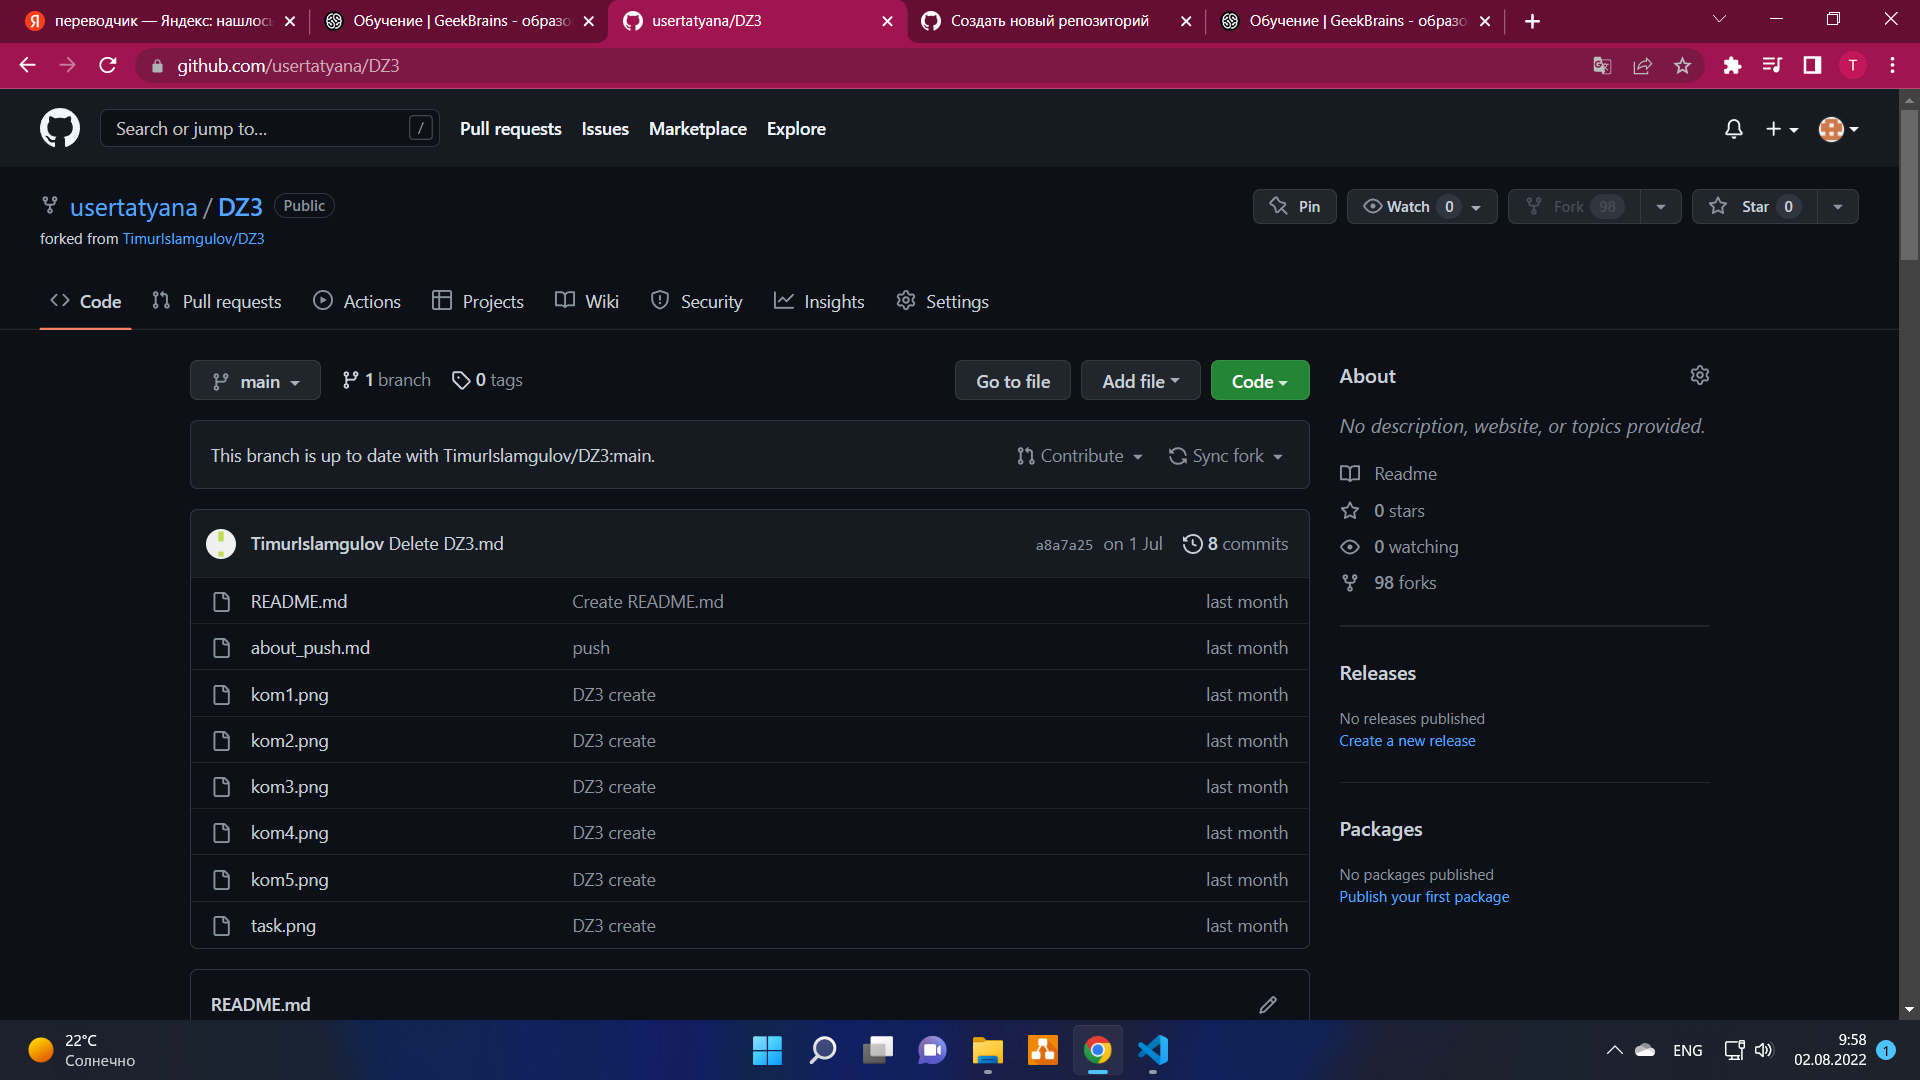 переводчик — Яндекс: нашлось
Обучение | GeekBrains - образо
usertatyana/DZ3
Создать новый репозиторий
Обучение | GeekBrains - образо
github.com/usertatyana/DZ3
T
Search or jump to...
/
Pull requests
Issues
Marketplace
Explore
usertatyana / DZ3
Public
Pin
Watch 0
Fork 98
Star 0
forked from TimurIslamgulov/DZ3
Code
Pull requests
Actions
Projects
Wiki
Security
Insights
Settings
main
1 branch
0 tags
Go to file
Add file
Code
This branch is up to date with TimurIslamgulov/DZ3:main.
Contribute
Sync fork
TimurIslamgulov Delete DZ3.md
a8a7a25 on 1 Jul
8 commits
README.md
Create README.md
last month
about_push.md
push
last month
kom1.png
DZ3 create
last month
kom2.png
DZ3 create
last month
kom3.png
DZ3 create
last month
kom4.png
DZ3 create
last month
kom5.png
DZ3 create
last month
task.png
DZ3 create
last month
README.md
About
No description, website, or topics provided.
Readme
0 stars
0 watching
98 forks
Releases
No releases published
Create a new release
Packages
No packages published
Publish your first package
22°C
Солнечно
ENG
9:58
02.08.2022
1